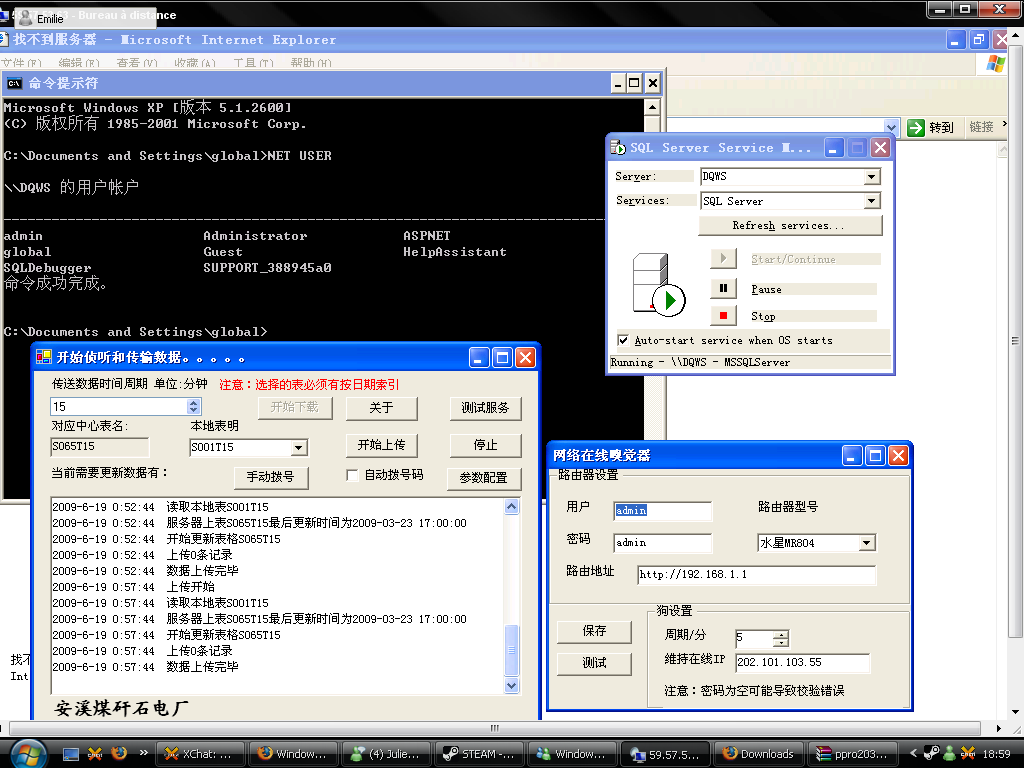 Emilie
- Bureau à distance
找不到服务器 - Microsoft Internet Explorer
文件(F) 编辑(E) 查看(V) 收藏(A) 工具(T) 帮助(H)
转到 链接
命令提示符
Microsoft Windows XP [版本 5.1.2600]
(C) 版权所有 1985-2001 Microsoft Corp.
C:\Documents and Settings\global>NET USER
\\DQWS 的用户帐户
-------------------------------------------------------------------------------
admin Administrator ASPNET
global Guest HelpAssistant
SQLDebugger SUPPORT_388945a0
命令成功完成。
C:\Documents and Settings\global>
SQL Server Service M...
Server: DQWS
Services: SQL Server
Refresh services...
Start/Continue
Pause
Stop
Auto-start service when OS starts
Running - \\DQWS - MSSQLServer
开始侦听和传输数据。。。。。
传送数据时间周期 单位:分钟 注意：选择的表必须有按日期索引
15 开始下载 关于 测试服务
对应中心表名: 本地表明
S065T15 S001T15 开始上传 停止
当前需要更新数据有： 手动拨号 自动拨号码 参数配置
2009-6-19 0:52:44 读取本地表S001T15
2009-6-19 0:52:44 服务器上表S065T15最后更新时间为2009-03-23 17:00:00
2009-6-19 0:52:44 开始更新表格S065T15
2009-6-19 0:52:44 上传0条记录
2009-6-19 0:52:44 数据上传完毕
2009-6-19 0:57:44 上传开始
2009-6-19 0:57:44 读取本地表S001T15
2009-6-19 0:57:44 服务器上表S065T15最后更新时间为2009-03-23 17:00:00
2009-6-19 0:57:44 开始更新表格S065T15
2009-6-19 0:57:44 上传0条记录
2009-6-19 0:57:44 数据上传完毕
安溪煤矸石电厂
网络在线嗅觉器
路由器设置
用户 admin 路由器型号
密码 admin 水星MR804
路由地址 http://192.168.1.1
狗设置
保存 周期/分 5
测试 维持在线IP 202.101.103.55
注意：密码为空可能导致校验错误
找不
Int
XChat: ... Window... (4) Julie... STEAM -... Window... 59.57.5... Downloads ppro203... 18:59